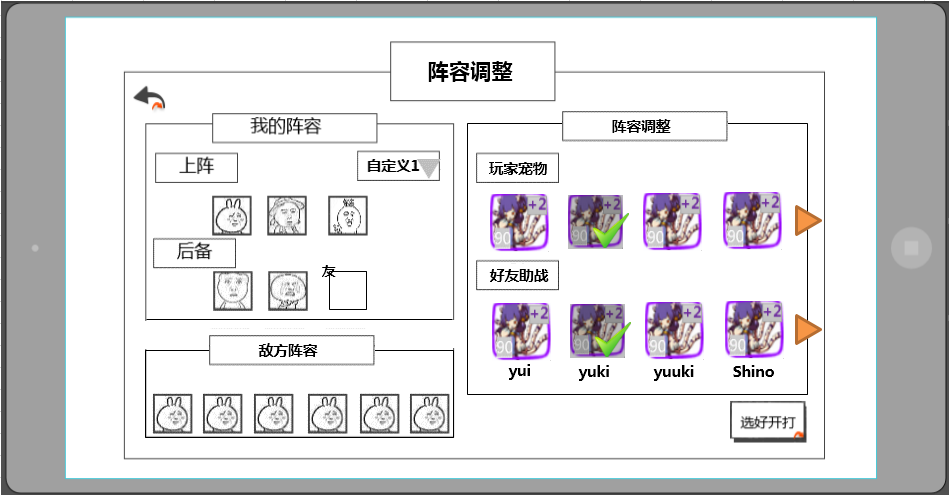 阵容调整
我的阵容
上阵
自定义1
后备
友
敌方阵容
阵容调整
玩家宠物
+2 +2 +2 +2
90 90 90 90
好友助战
+2 +2 +2 +2
90 90 90 90
yui yuki yuuki Shino
选好开打